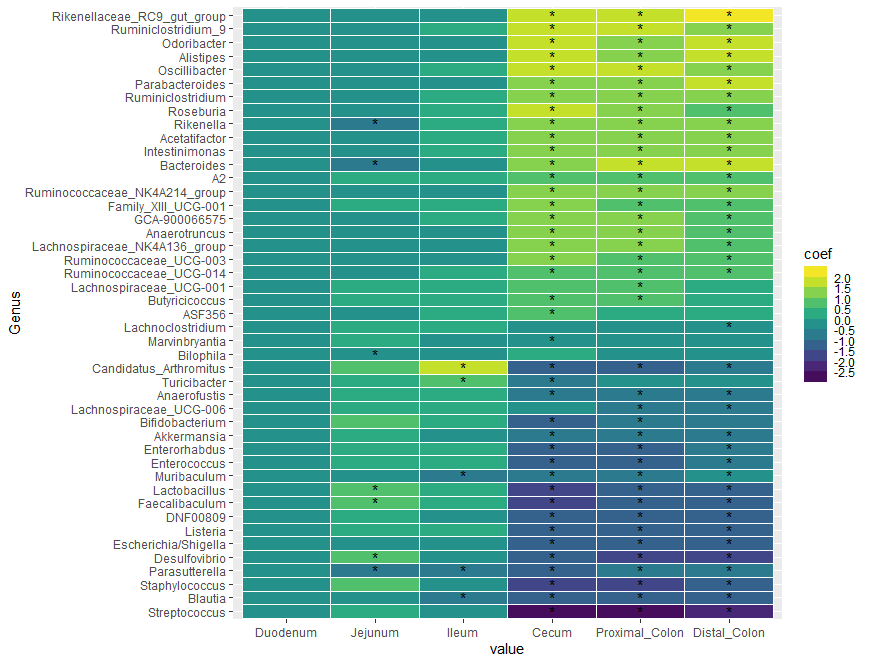 Genus
Rikenellaceae_RC9_gut_group
Ruminiclostridium_9
Odoribacter
Alistipes
Oscillibacter
Parabacteroides
Ruminiclostridium
Roseburia
Rikenella
Acetatifactor
Intestinimonas
Bacteroides
A2
Ruminococcaceae_NK4A214_group
Family_XIII_UCG-001
GCA-900066575
Anaerotruncus
Lachnospiraceae_NK4A136_group
Ruminococcaceae_UCG-003
Ruminococcaceae_UCG-014
Lachnospiraceae_UCG-001
Butyricicoccus
ASF356
Lachnoclostridium
Marvinbryantia
Bilophila
Candidatus_Arthromitus
Turicibacter
Anaerofustis
Lachnospiraceae_UCG-006
Bifidobacterium
Akkermansia
Enterorhabdus
Enterococcus
Muribaculum
Lactobacillus
Faecalibaculum
DNF00809
Listeria
Escherichia/Shigella
Desulfovibrio
Parasutterella
Staphylococcus
Blautia
Streptococcus
Duodenum Jejunum Ileum Cecum Proximal_Colon Distal_Colon
value
coef
2.0
1.5
1.0
0.5
0.0
-0.5
-1.0
-1.5
-2.0
-2.5